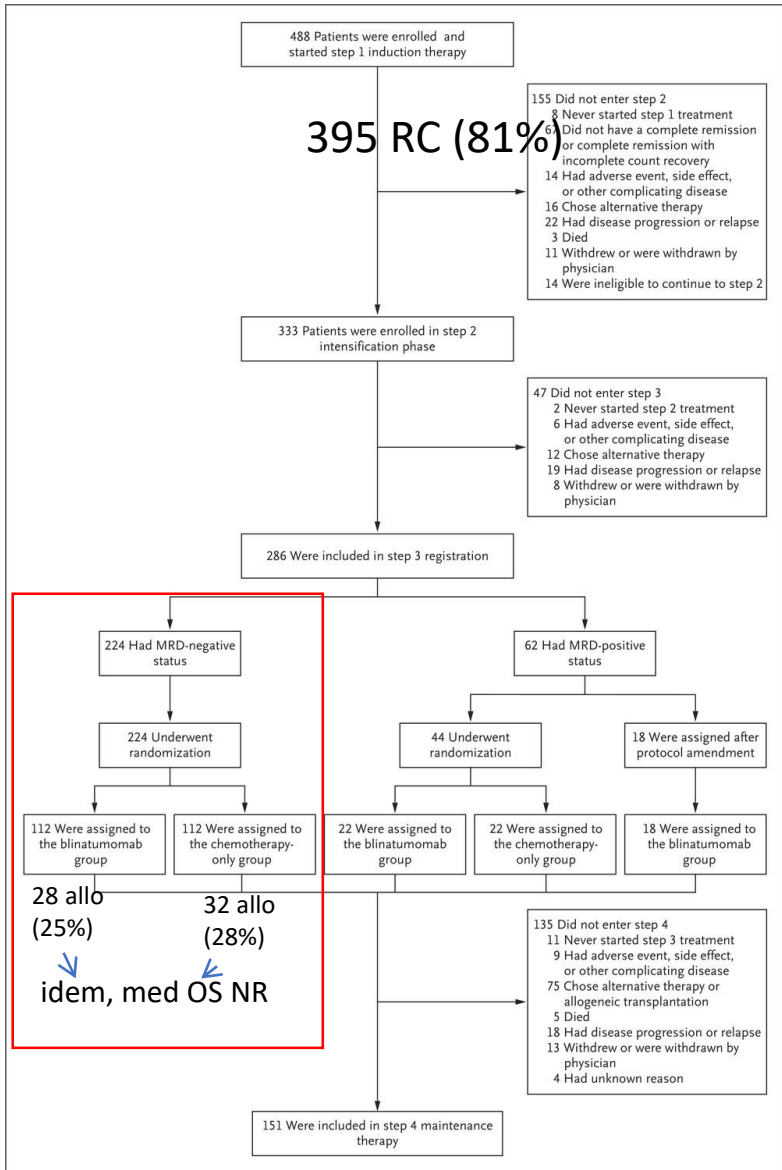 488 Patients were enrolled and
started step 1 induction therapy
155 Did not enter step 2
8 Never started step 1 treatment
67 Did not have a complete remission
or complete remission with
incomplete count recovery
14 Had adverse event, side effect,
or other complicating disease
16 Chose alternative therapy
22 Had disease progression or relapse
3 Died
11 Withdrew or were withdrawn by
physician
14 Were ineligible to continue to step 2
395 RC (81%)
333 Patients were enrolled in step 2
intensification phase
47 Did not enter step 3
2 Never started step 2 treatment
6 Had adverse event, side effect,
or other complicating disease
12 Chose alternative therapy
19 Had disease progression or relapse
8 Withdrew or were withdrawn by
physician
286 Were included in step 3 registration
224 Had MRD-negative
status
62 Had MRD-positive
status
224 Underwent
randomization
44 Underwent
randomization
18 Were assigned after
protocol amendment
112 Were assigned to
the blinatumomab
group
112 Were assigned to
the chemotherapy-
only group
22 Were assigned to
the blinatumomab
group
22 Were assigned to
the chemotherapy-
only group
18 Were assigned to
the blinatumomab
group
28 allo
(25%)
32 allo
(28%)
idem, med OS NR
135 Did not enter step 4
11 Never started step 3 treatment
9 Had adverse event, side effect,
or other complicating disease
75 Chose alternative therapy or
allogeneic transplantation
5 Died
18 Had disease progression or relapse
13 Withdrew or were withdrawn by
physician
4 Had unknown reason
151 Were included in step 4 maintenance
therapy